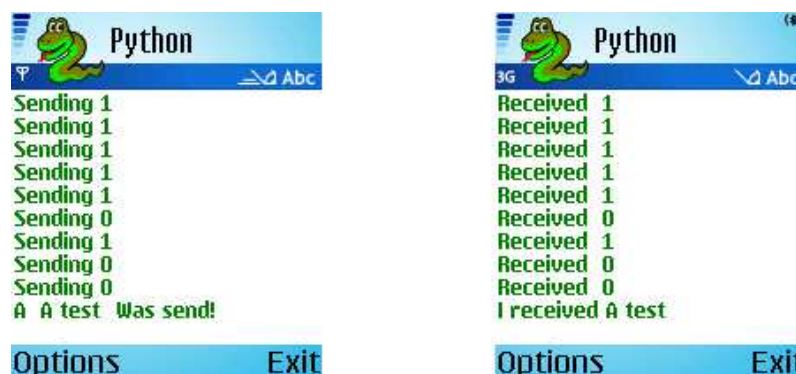 Python
Abc
Sending 1
Sending 1
Sending 1
Sending 1
Sending 1
Sending 0
Sending 1
Sending 0
Sending 0
A  A test  Was send!
Options Exit
Python
3G Abc
Received 1
Received 1
Received 1
Received 1
Received 1
Received 0
Received 1
Received 0
Received 0
I received A test
Options Exit